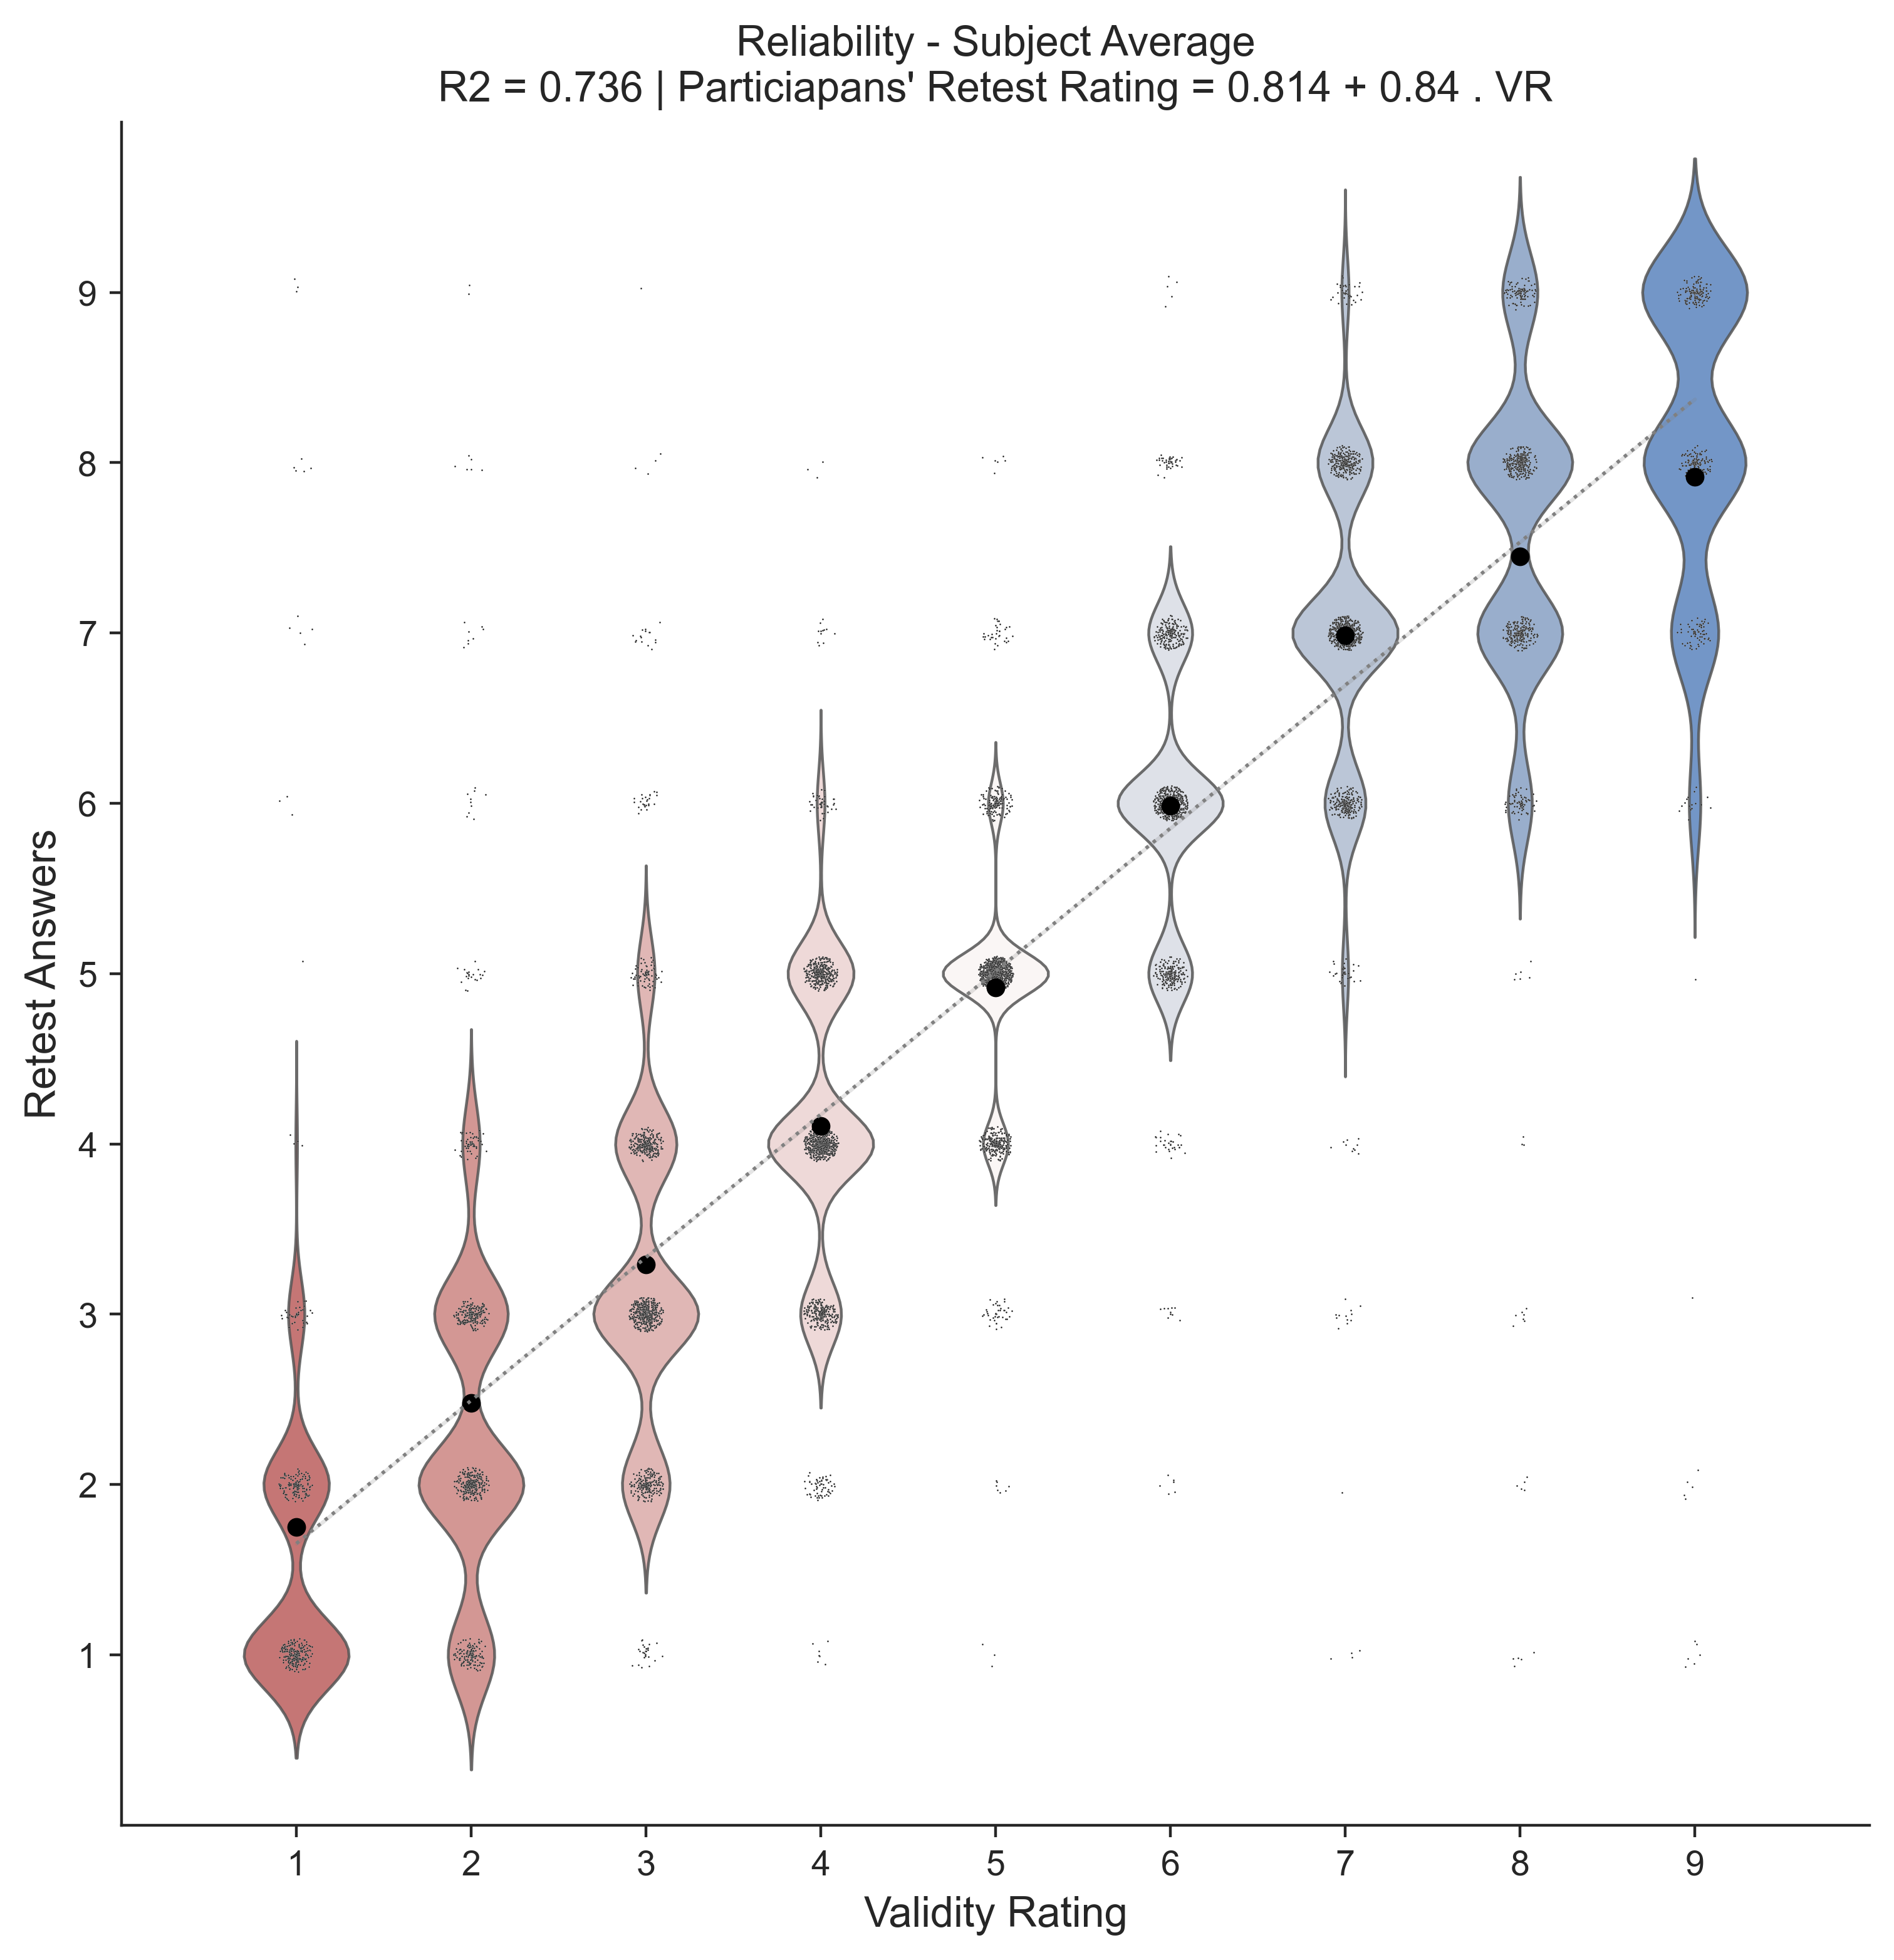 Reliability - Subject Average
R2 = 0.736 | Particiapans' Retest Rating = 0.814 + 0.84 . VR
Retest Answers
9
8
7
6
5
4
3
2
1
1 2 3 4 5 6 7 8 9
Validity Rating